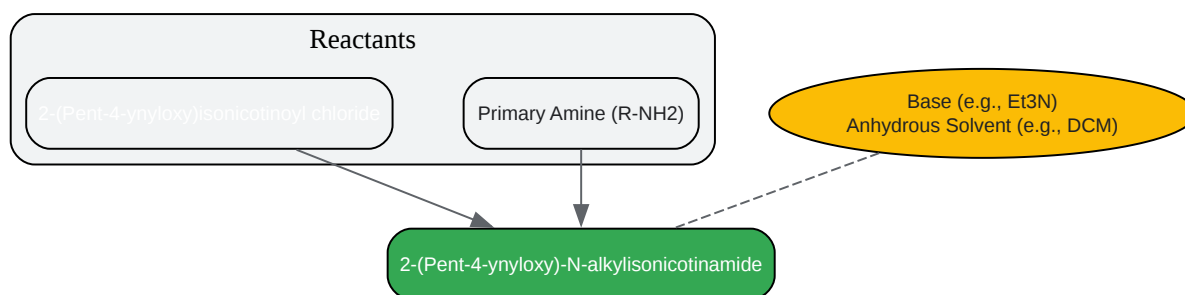 Reactants
2-(Pent-4-ynyloxy)isonicotinoyl chloride
Primary Amine (R-NH2)
Base (e.g., Et3N)
Anhydrous Solvent (e.g., DCM)
2-(Pent-4-ynyloxy)-N-alkylisonicotinamide